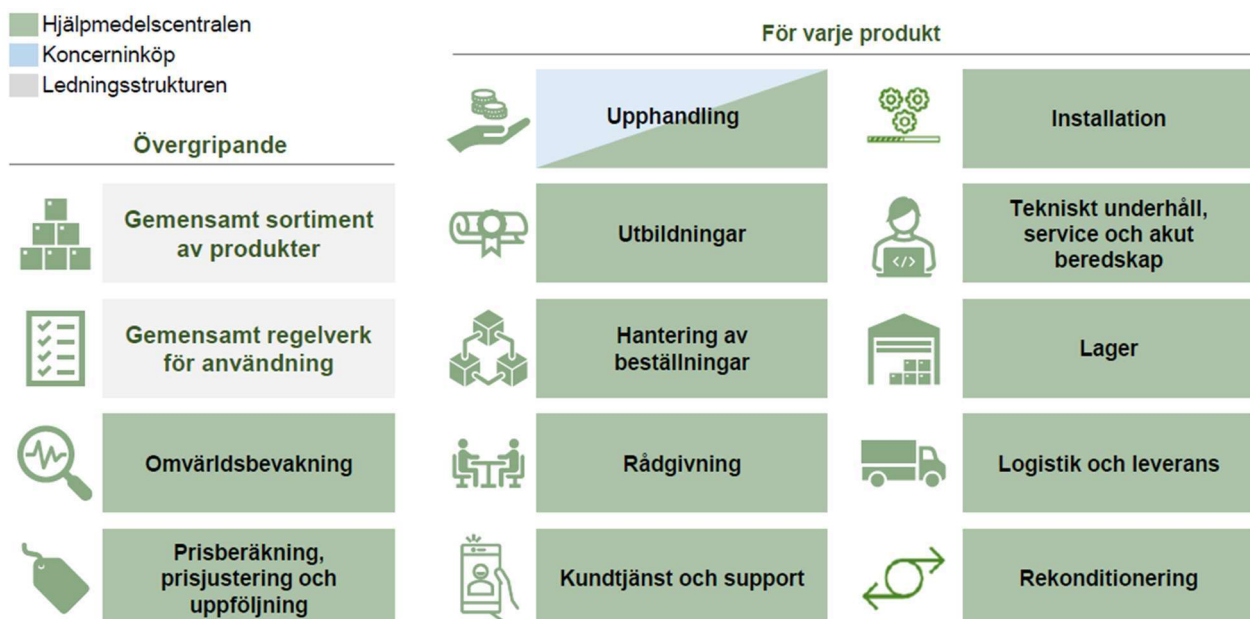 Hjälpmedelscentralen
Koncerninköp
Ledningsstrukturen
Övergripande
Gemensamt sortiment
av produkter
Gemensamt regelverk
för användning
Omvärldsbevakning
Prisberäkning,
prisjustering och
uppföljning
För varje produkt
Upphandling
Utbildningar
Hantering av
beställningar
Rådgivning
Kundtjänst och support
Installation
Tekniskt underhåll,
service och akut
beredskap
</>
Lager
Logistik och leverans
Rekonditionering